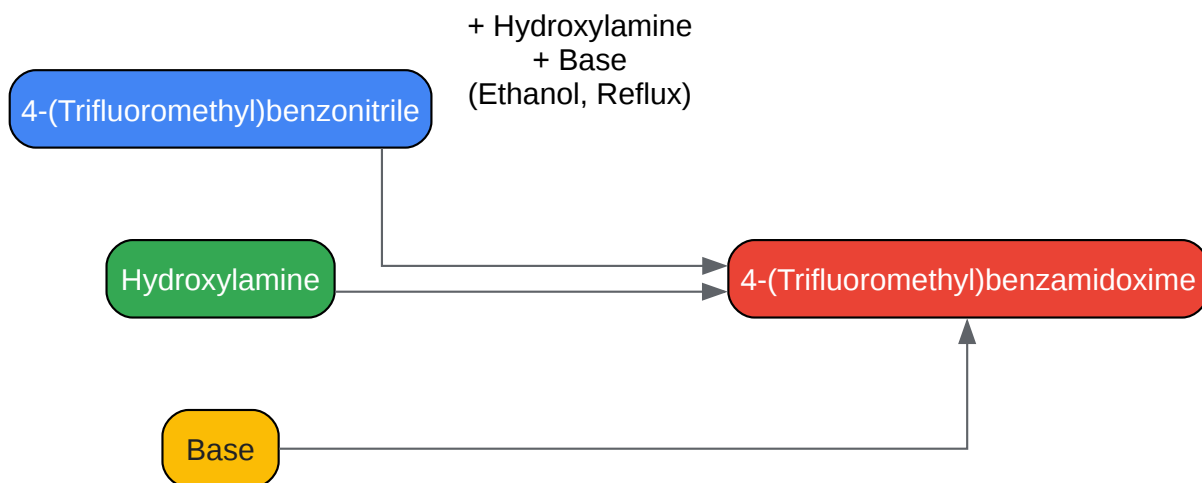 + Hydroxylamine
+ Base
(Ethanol, Reflux)
4-(Trifluoromethyl)benzonitrile
Hydroxylamine
4-(Trifluoromethyl)benzamidoxime
Base